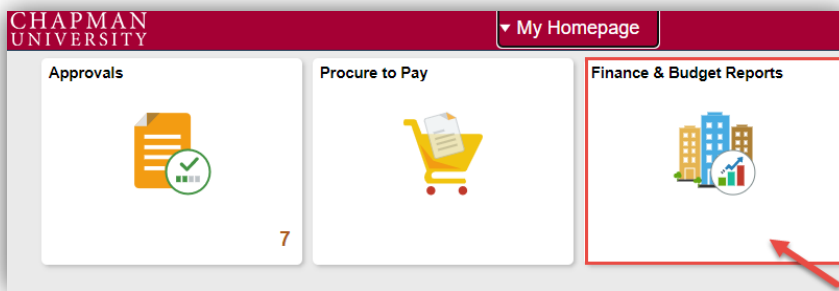 CHAPMAN
UNIVERSITY
My Homepage
Approvals
Procure to Pay
Finance & Budget Reports
7